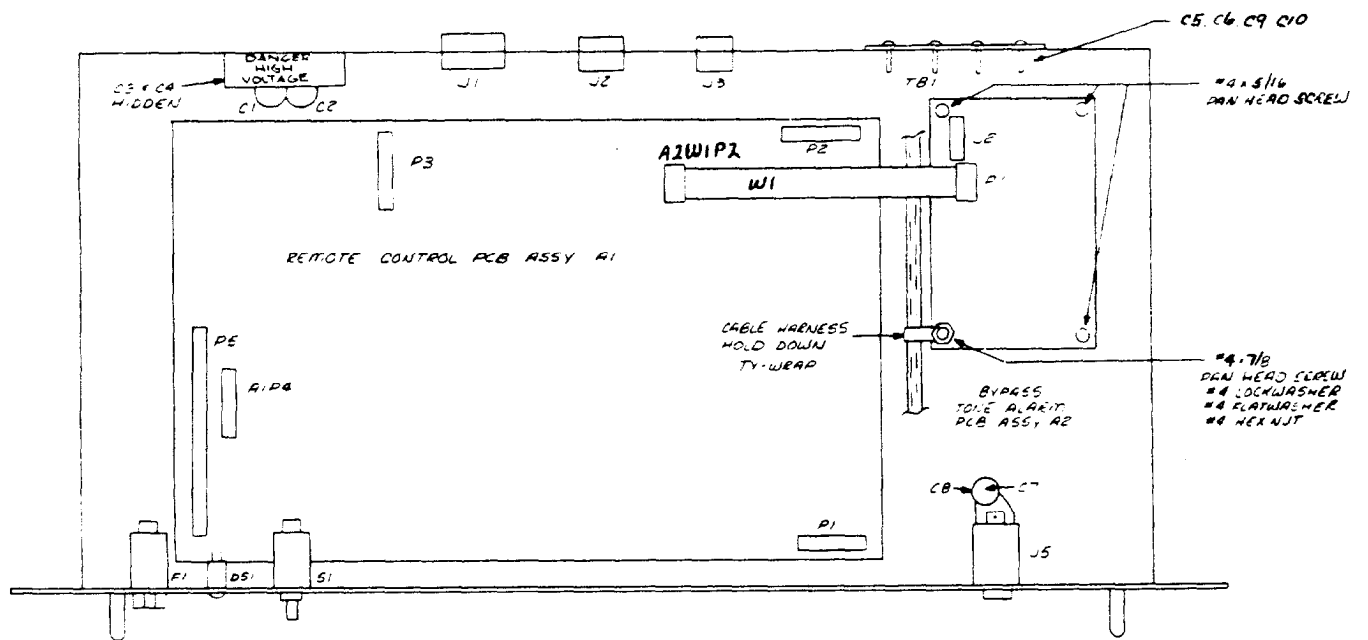 C5, C6, C9, C10
DANGER
HIGH
VOLTAGE
C3 & C4
HIDDEN
C1
C2
J1
J2
J3
TB1
#4 x 5/16
PAN HEAD SCREW
P3
P2
A2W1P2
W1
J2
P1
REMOTE CONTROL PCB ASSY A1
CABLE HARNESS
HOLD DOWN
TY-WRAP
P5
A1P4
#4 x 7/8
PAN HEAD SCREW
#4 LOCKWASHER
#4 FLATWASHER
#4 HEX NUT
BYPASS
TONE ALARM
PCB ASSY A2
C8
C7
P1
J5
F1
DS1
S1